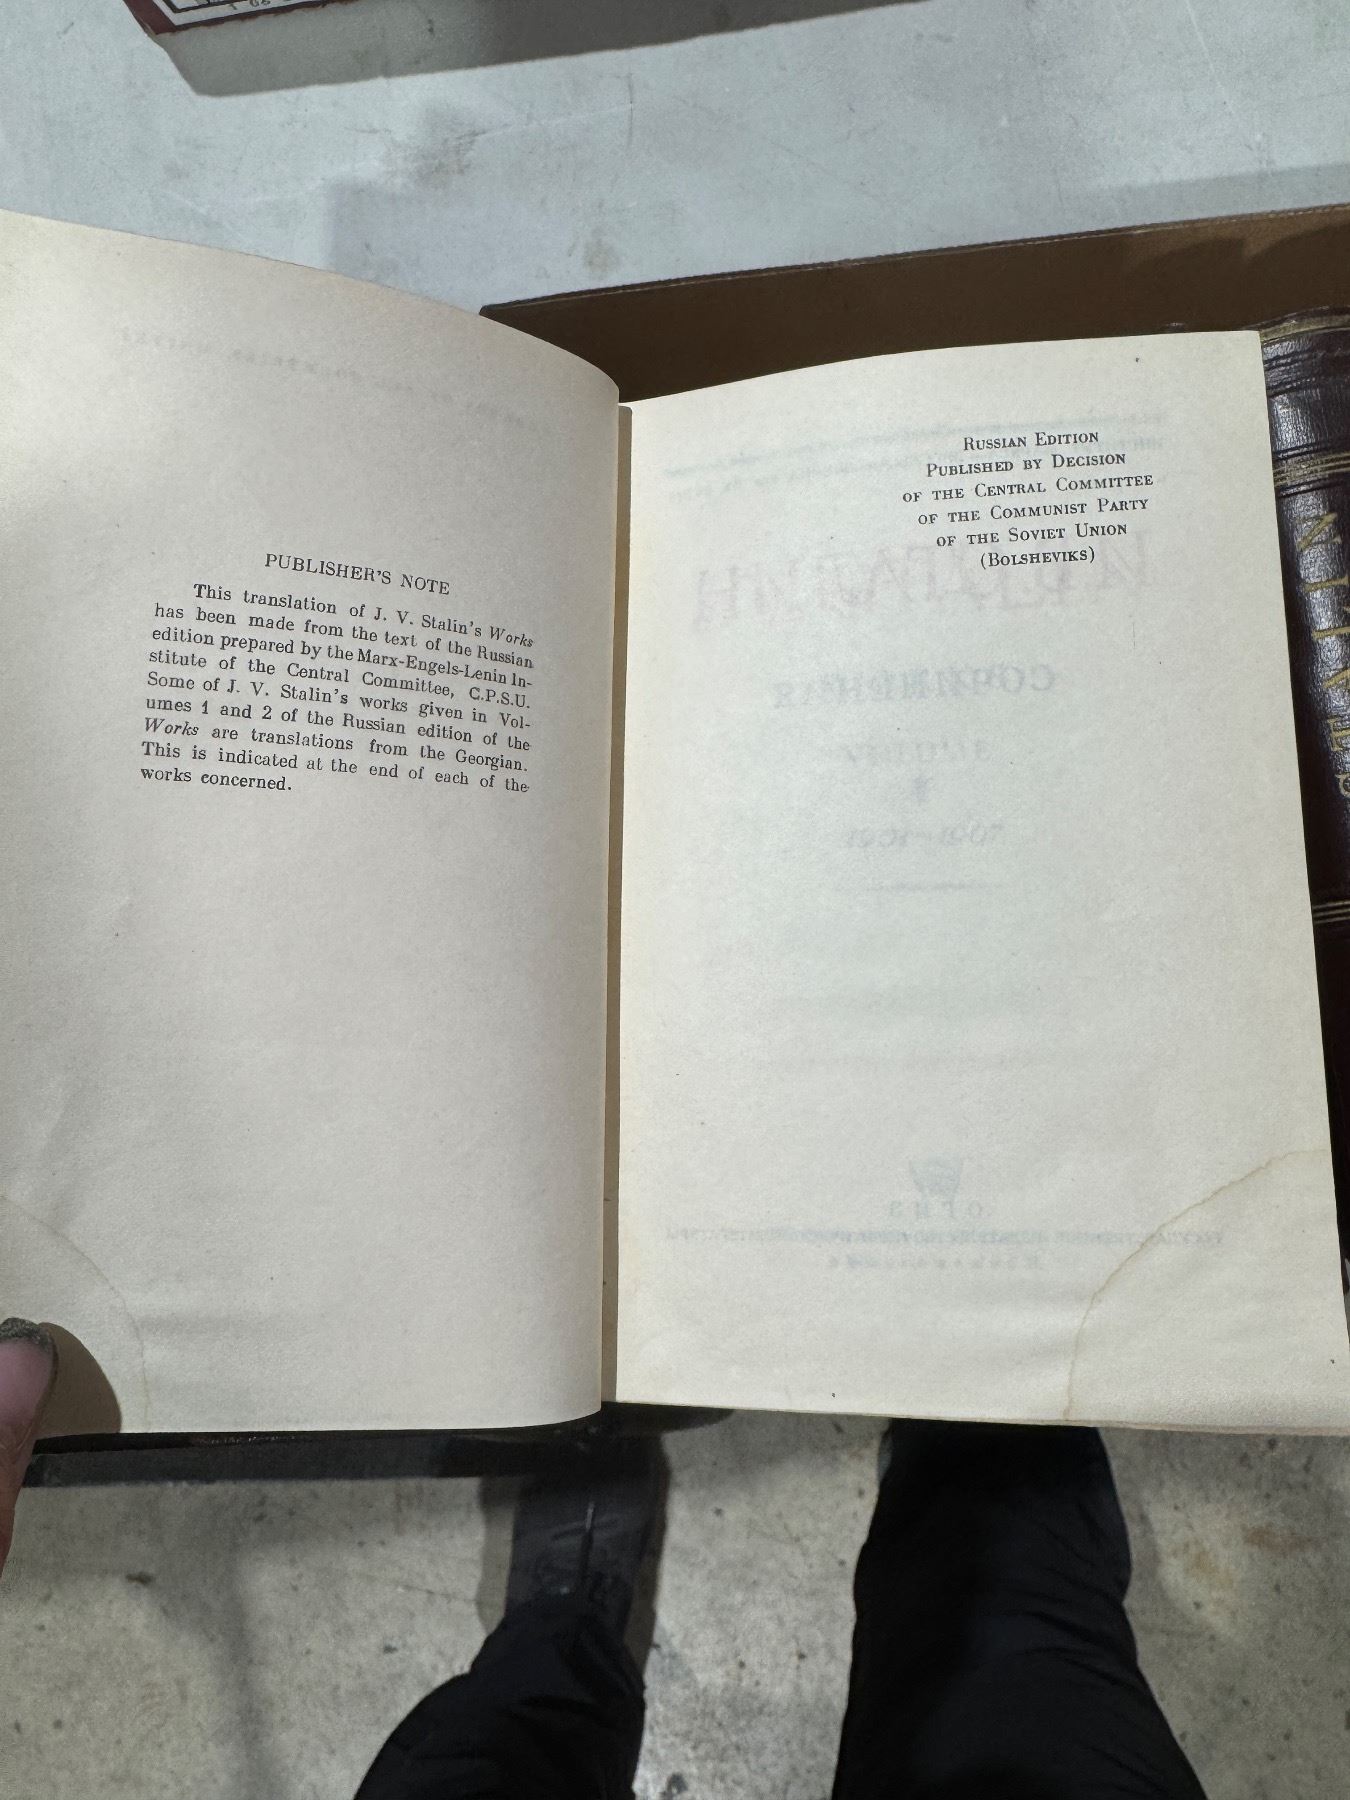 PUBLISHER'S NOTE
This translation of J. V. Stalin's Works
has been made from the text of the Russian
edition prepared by the Marx-Engels-Lenin In-
stitute of the Central Committee, C.P.S.U.
Some of J. V. Stalin's works given in Vol-
umes 1 and 2 of the Russian edition of the
Works are translations from the Georgian.
This is indicated at the end of each of the
works concerned.
RUSSIAN EDITION
PUBLISHED BY DECISION
OF THE CENTRAL COMMITTEE
OF THE COMMUNIST PARTY
OF THE SOVIET UNION
(BOLSHEVIKS)
STALIN